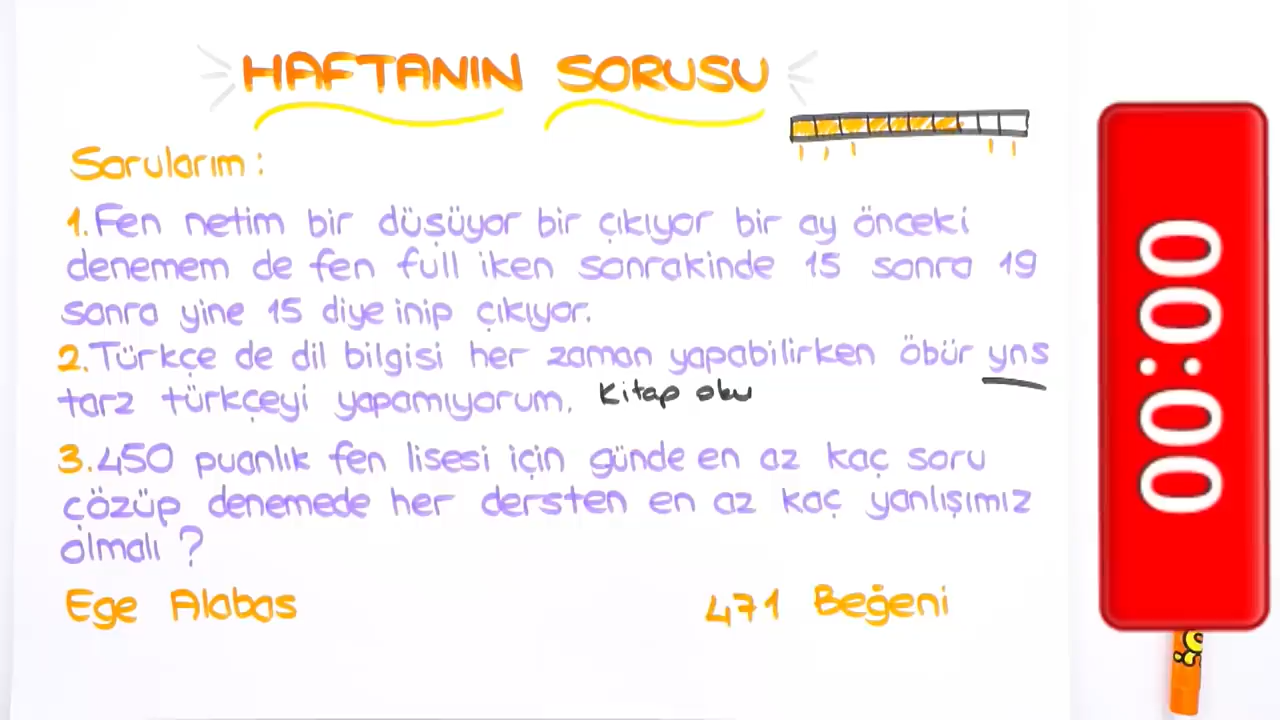 HAFTANIN SORUSU
Sorularım:
1.Fen netim bir düşüyor bir çıkıyor bir ay önceki
denemem de fen full iken sonrakinde 15 sonra 19
sonra yine 15 diye inip çıkıyor.
2.Türkçe de dil bilgisi her zaman yapabilirken öbür yns
tarz türkçeyi yapamıyorum. Kitap oku
3.450 puanlık fen lisesi için günde en az kaç soru
çözüp denemede her dersten en az kaç yanlışımız
olmalı ?
Ege Alabas 471 Beğeni
00:00